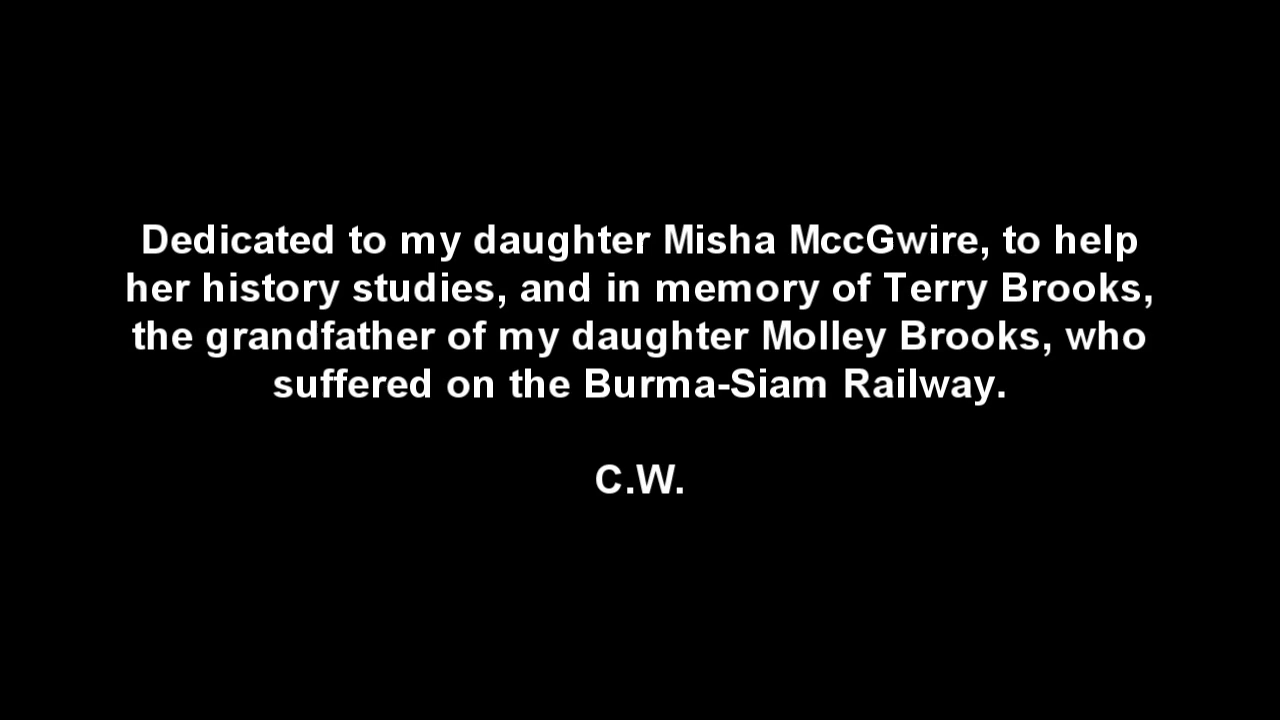 Dedicated to my daughter Misha MccGwire, to help
her history studies, and in memory of Terry Brooks,
the grandfather of my daughter Molley Brooks, who
suffered on the Burma-Siam Railway.
C.W.